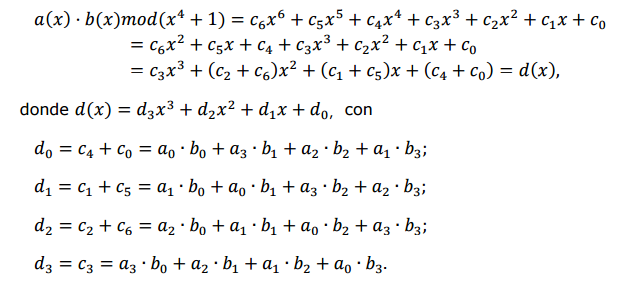 a(x) · b(x)mod(x⁴ + 1) = c₆x⁶ + c₅x⁵ + c₄x⁴ + c₃x³ + c₂x² + c₁x + c₀
= c₆x² + c₅x + c₄ + c₃x³ + c₂x² + c₁x + c₀
= c₃x³ + (c₂ + c₆)x² + (c₁ + c₅)x + (c₄ + c₀) = d(x),
donde d(x) = d₃x³ + d₂x² + d₁x + d₀, con
d₀ = c₄ + c₀ = a₀ · b₀ + a₃ · b₁ + a₂ · b₂ + a₁ · b₃;
d₁ = c₁ + c₅ = a₁ · b₀ + a₀ · b₁ + a₃ · b₂ + a₂ · b₃;
d₂ = c₂ + c₆ = a₂ · b₀ + a₁ · b₁ + a₀ · b₂ + a₃ · b₃;
d₃ = c₃ = a₃ · b₀ + a₂ · b₁ + a₁ · b₂ + a₀ · b₃.